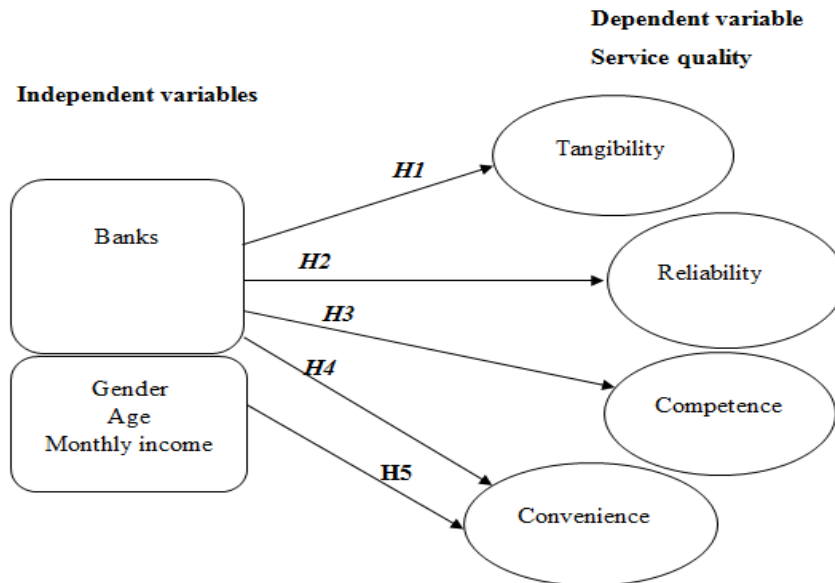 Dependent variable
Service quality
Independent variables
Tangibility
H1
Banks
H2
Reliability
H3
H4
Gender
Age
Monthly income
Competence
H5
Convenience